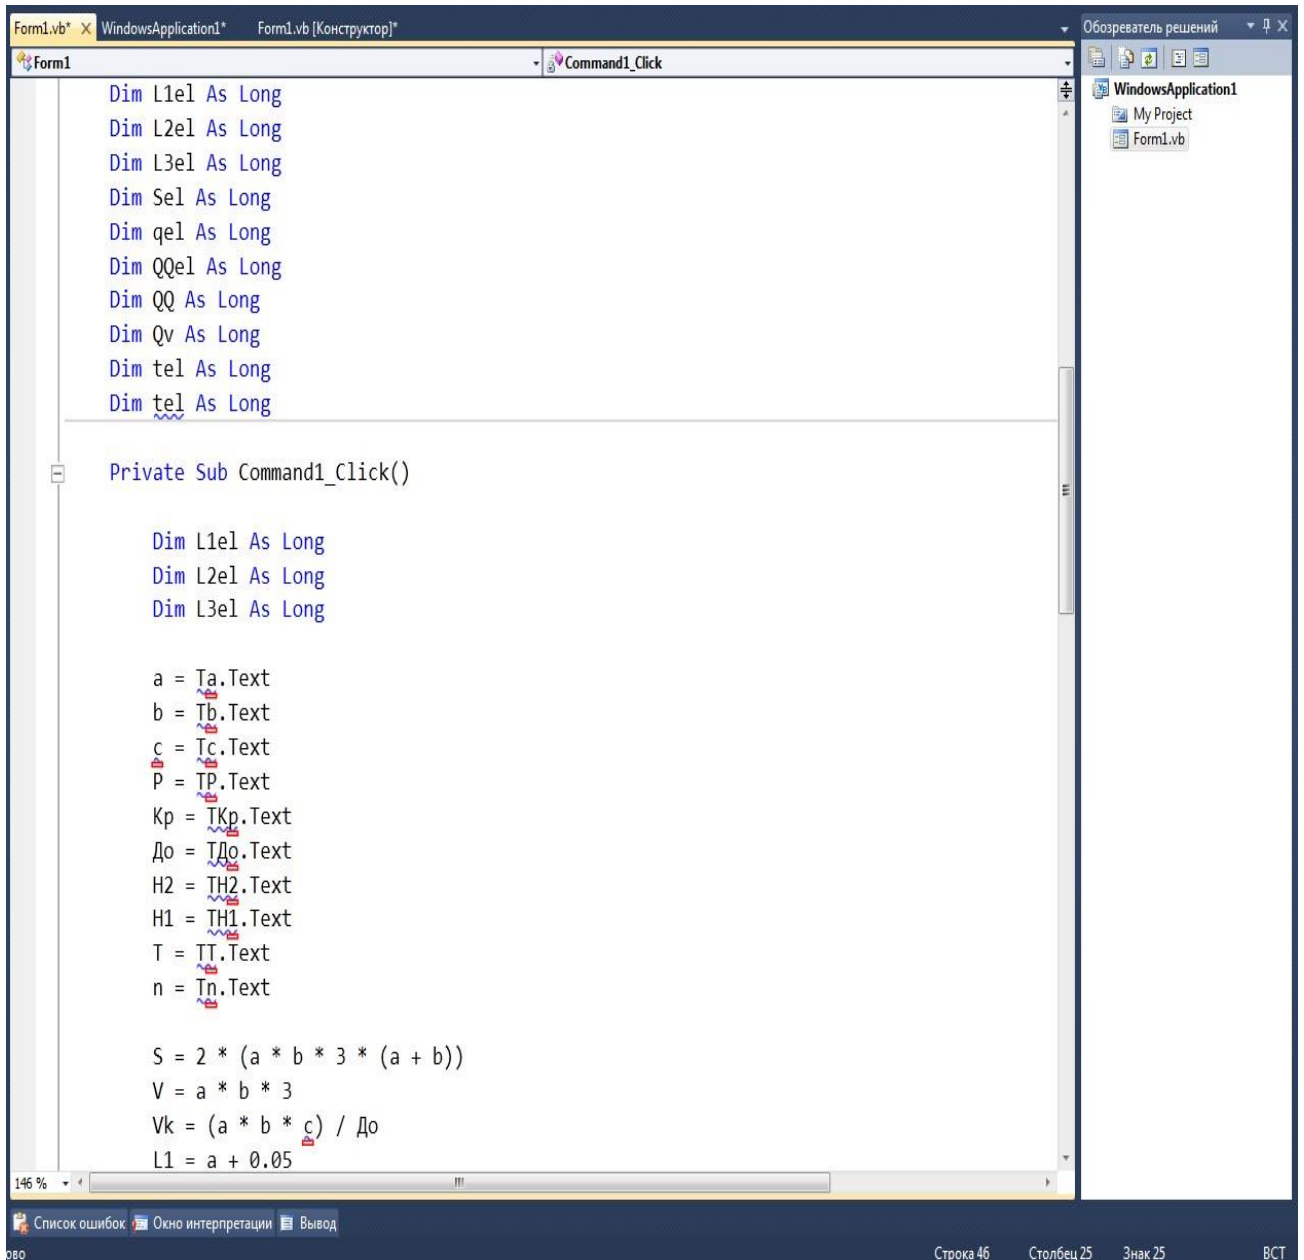 Form1.vb* X WindowsApplication1* Form1.vb [Конструктор]*
Form1 Command1_Click
Dim L1el As Long
Dim L2el As Long
Dim L3el As Long
Dim Sel As Long
Dim qel As Long
Dim QQel As Long
Dim QQ As Long
Dim Qv As Long
Dim tel As Long
Dim tel As Long
Private Sub Command1_Click()
Dim L1el As Long
Dim L2el As Long
Dim L3el As Long
a = Ta.Text
b = Tb.Text
c = Tc.Text
P = TP.Text
Kp = TKp.Text
До = TДо.Text
H2 = TH2.Text
H1 = TH1.Text
T = TT.Text
n = Tn.Text
S = 2 * (a * b * 3 * (a + b))
V = a * b * 3
Vk = (a * b * c) / До
L1 = a + 0.05
146 %
Обозреватель решений
WindowsApplication1
My Project
Form1.vb
Список ошибок Окно интерпретации Вывод
ово Строка 46 Столбец 25 Знак 25 ВСТ